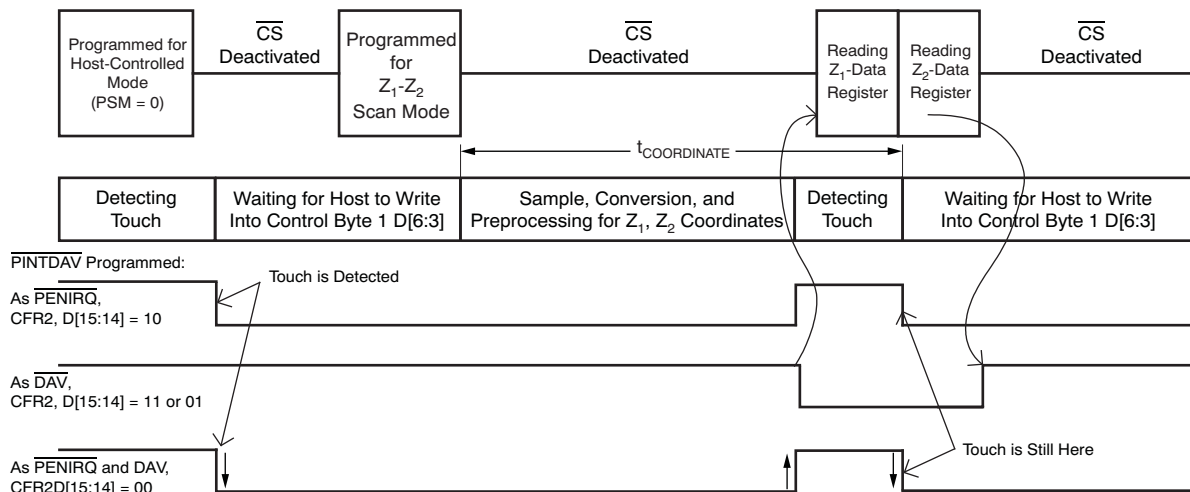 Programmed for
Host-Controlled
Mode
(PSM = 0)
CS
Deactivated
Programmed
for
Z1-Z2
Scan Mode
CS
Deactivated
Reading
Z1-Data
Register
Reading
Z2-Data
Register
CS
Deactivated
tCOORDINATE
Detecting
Touch
Waiting for Host to Write
Into Control Byte 1 D[6:3]
Sample, Conversion, and
Preprocessing for Z1, Z2 Coordinates
Detecting
Touch
Waiting for Host to Write
Into Control Byte 1 D[6:3]
PINTDAV Programmed:
Touch is Detected
As PENIRQ,
CFR2, D[15:14] = 10
As DAV,
CFR2, D[15:14] = 11 or 01
Touch is Still Here
As PENIRQ and DAV,
CFR2D[15:14] = 00